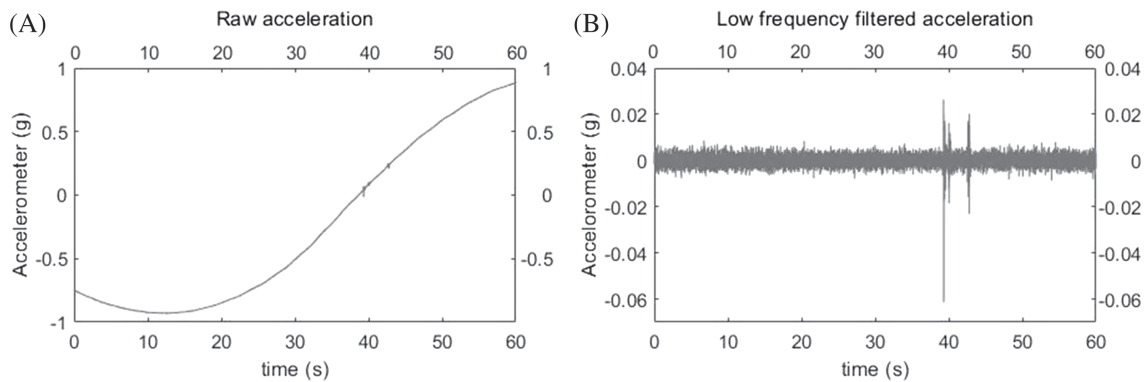 (A)
Raw acceleration
0 10 20 30 40 50 60
1 1
0.5 0.5
0 0
-0.5 -0.5
-1
Accelerometer (g)
0 10 20 30 40 50 60
time (s)
(B)
Low frequency filtered acceleration
0 10 20 30 40 50 60
0.04 0.04
0.02 0.02
0 0
-0.02 -0.02
-0.04 -0.04
-0.06 -0.06
Accelorometer (g)
0 10 20 30 40 50 60
time (s)